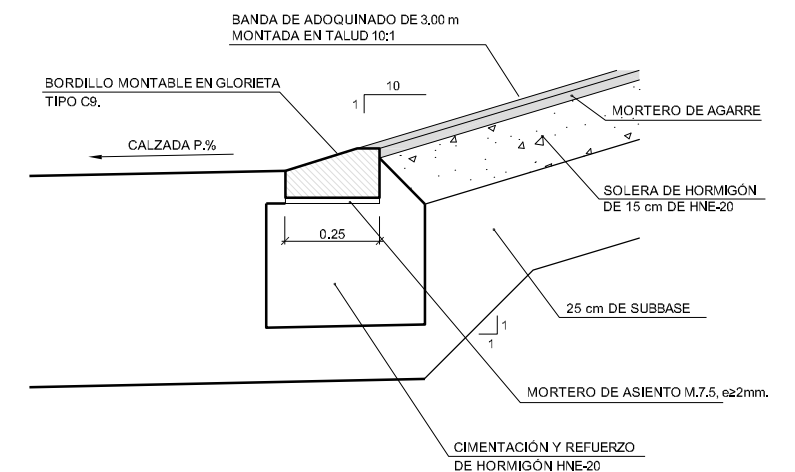 BANDA DE ADOQUINADO DE 3.00 m
MONTADA EN TALUD 10:1
BORDILLO MONTABLE EN GLORIETA
TIPO C9.
10
1
MORTERO DE AGARRE
CALZADA P.%
SOLERA DE HORMIGÓN
DE 15 cm DE HNE-20
0.25
25 cm DE SUBBASE
1
1
MORTERO DE ASIENTO M.7.5, e≥2mm.
CIMENTACIÓN Y REFUERZO
DE HORMIGÓN HNE-20